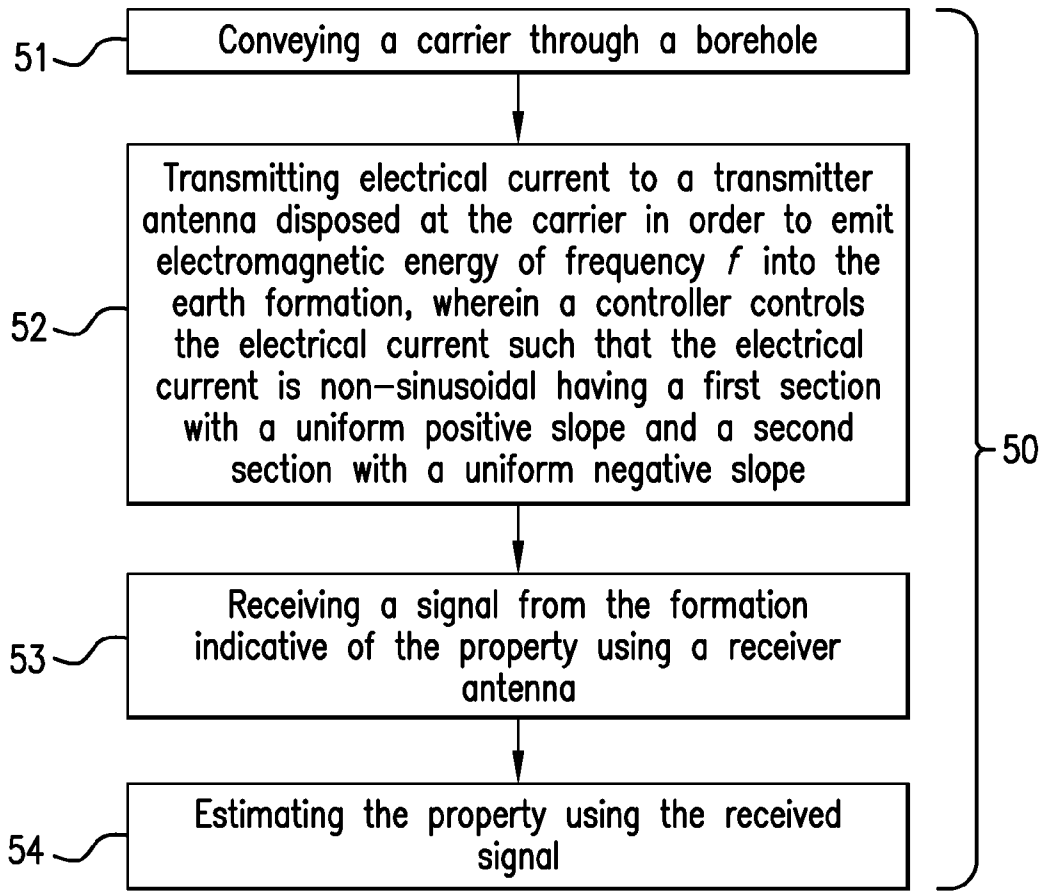 51
Conveying a carrier through a borehole
52
Transmitting electrical current to a transmitter
antenna disposed at the carrier in order to emit
electromagnetic energy of frequency f into the
earth formation, wherein a controller controls
the electrical current such that the electrical
current is non-sinusoidal having a first section
with a uniform positive slope and a second
section with a uniform negative slope
50
53
Receiving a signal from the formation
indicative of the property using a receiver
antenna
54
Estimating the property using the received
signal